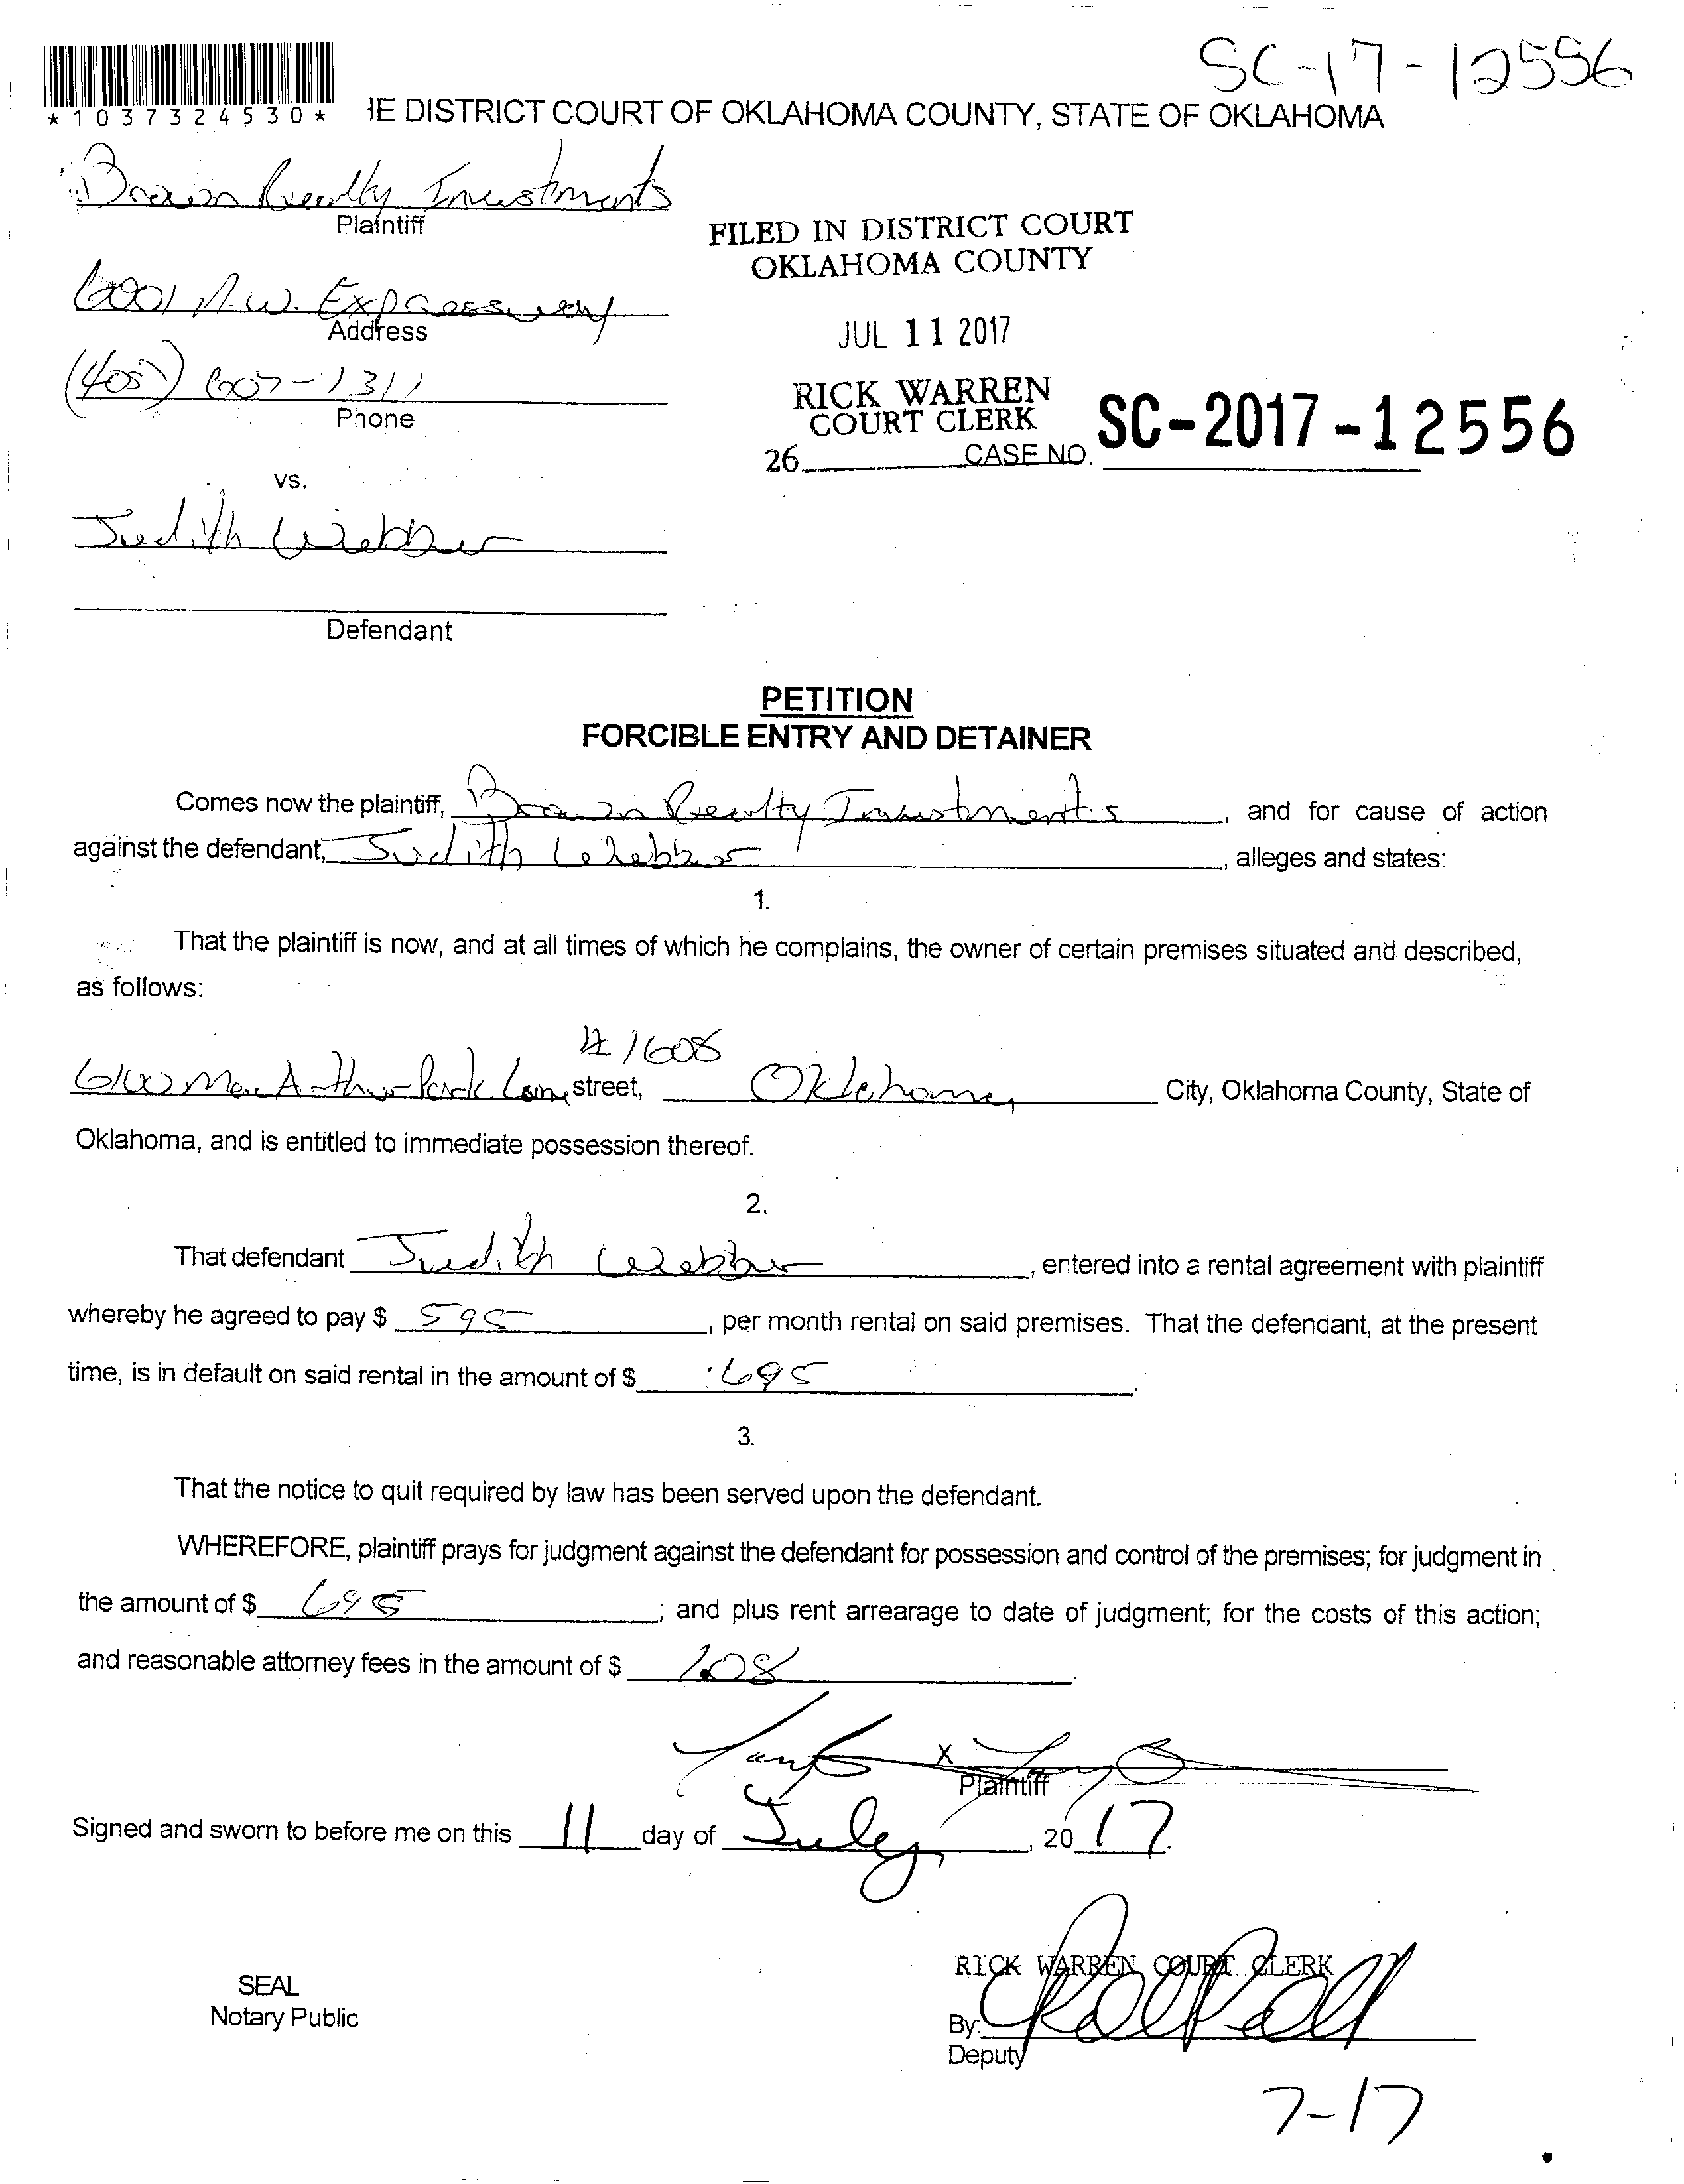 SC-17-12556
*1037324530*
IE DISTRICT COURT OF OKLAHOMA COUNTY, STATE OF OKLAHOMA
Brown Realty Investments
Plaintiff
FILED IN DISTRICT COURT
OKLAHOMA COUNTY
6001 N.W. Expressway
Address
JUL 11 2017
(405) 607-1311
Phone
RICK WARREN
COURT CLERK
26
CASE NO. SC-2017-12556
vs.
Judith Webber
Defendant
PETITION
FORCIBLE ENTRY AND DETAINER
Comes now the plaintiff, Brown Realty Investments, and for cause of action
against the defendant, Judith Webber, alleges and states:
1.
That the plaintiff is now, and at all times of which he complains, the owner of certain premises situated and described,
as follows:
# 1608
6100 MacArthur Park Lane street, Oklahoma City, Oklahoma County, State of
Oklahoma, and is entitled to immediate possession thereof.
2.
That defendant Judith Webber, entered into a rental agreement with plaintiff
whereby he agreed to pay $ 595, per month rental on said premises. That the defendant, at the present
time, is in default on said rental in the amount of $ 695.
3.
That the notice to quit required by law has been served upon the defendant.
WHEREFORE, plaintiff prays for judgment against the defendant for possession and control of the premises; for judgment in
the amount of $ 695; and plus rent arrearage to date of judgment; for the costs of this action;
and reasonable attorney fees in the amount of $ 108.
X
Plaintiff
Signed and sworn to before me on this 11 day of July, 20 17.
RICK WARREN, COURT CLERK
SEAL
Notary Public
By:
Deputy
7-17